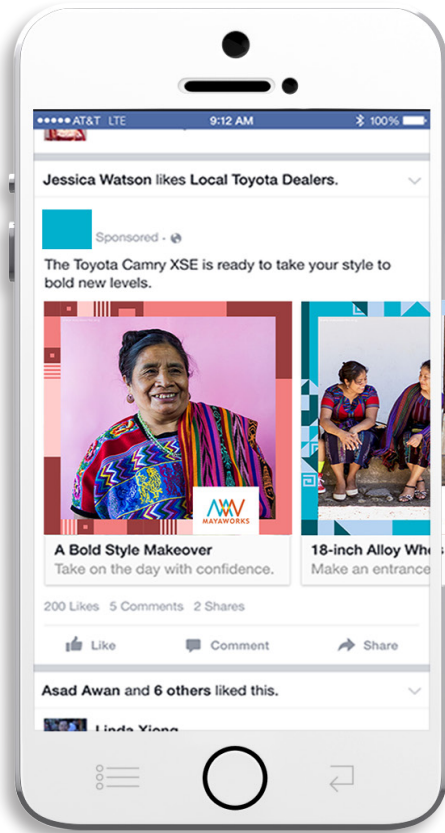 AT&T LTE 9:12 AM 100%
Jessica Watson likes Local Toyota Dealers.
Sponsored
The Toyota Camry XSE is ready to take your style to
bold new levels.
MAYAWORKS
A Bold Style Makeover
Take on the day with confidence.
18-inch Alloy Whe
Make an entrance
200 Likes 5 Comments 2 Shares
Like Comment Share
Asad Awan and 6 others liked this.
Linda Xiong